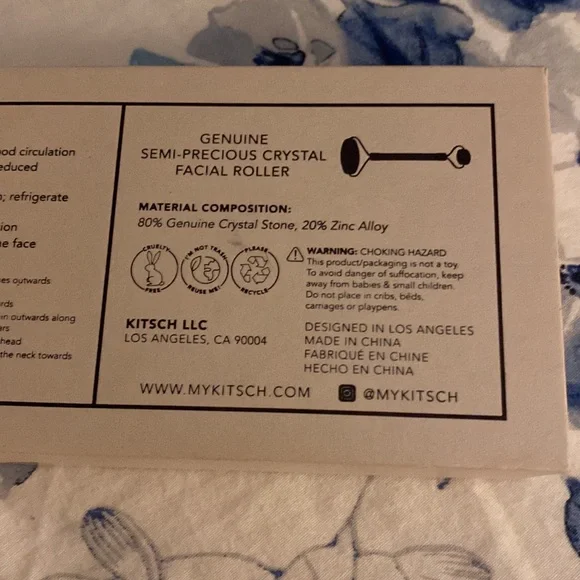 od circulation
educed
; refrigerate
ion
e face
es outwards
rds
in outwards along
ars
head
the neck towards
GENUINE
SEMI-PRECIOUS CRYSTAL
FACIAL ROLLER
MATERIAL COMPOSITION:
80% Genuine Crystal Stone, 20% Zinc Alloy
CRUELTY
FREE
I'M NOT TRASH
REUSE ME!
PLEASE
RECYCLE
WARNING: CHOKING HAZARD
This product/packaging is not a toy.
To avoid danger of suffocation, keep
away from babies & small children.
Do not place in cribs, beds,
carriages or playpens.
KITSCH LLC
LOS ANGELES, CA 90004
DESIGNED IN LOS ANGELES
MADE IN CHINA
FABRIQUÉ EN CHINE
HECHO EN CHINA
WWW.MYKITSCH.COM
@MYKITSCH